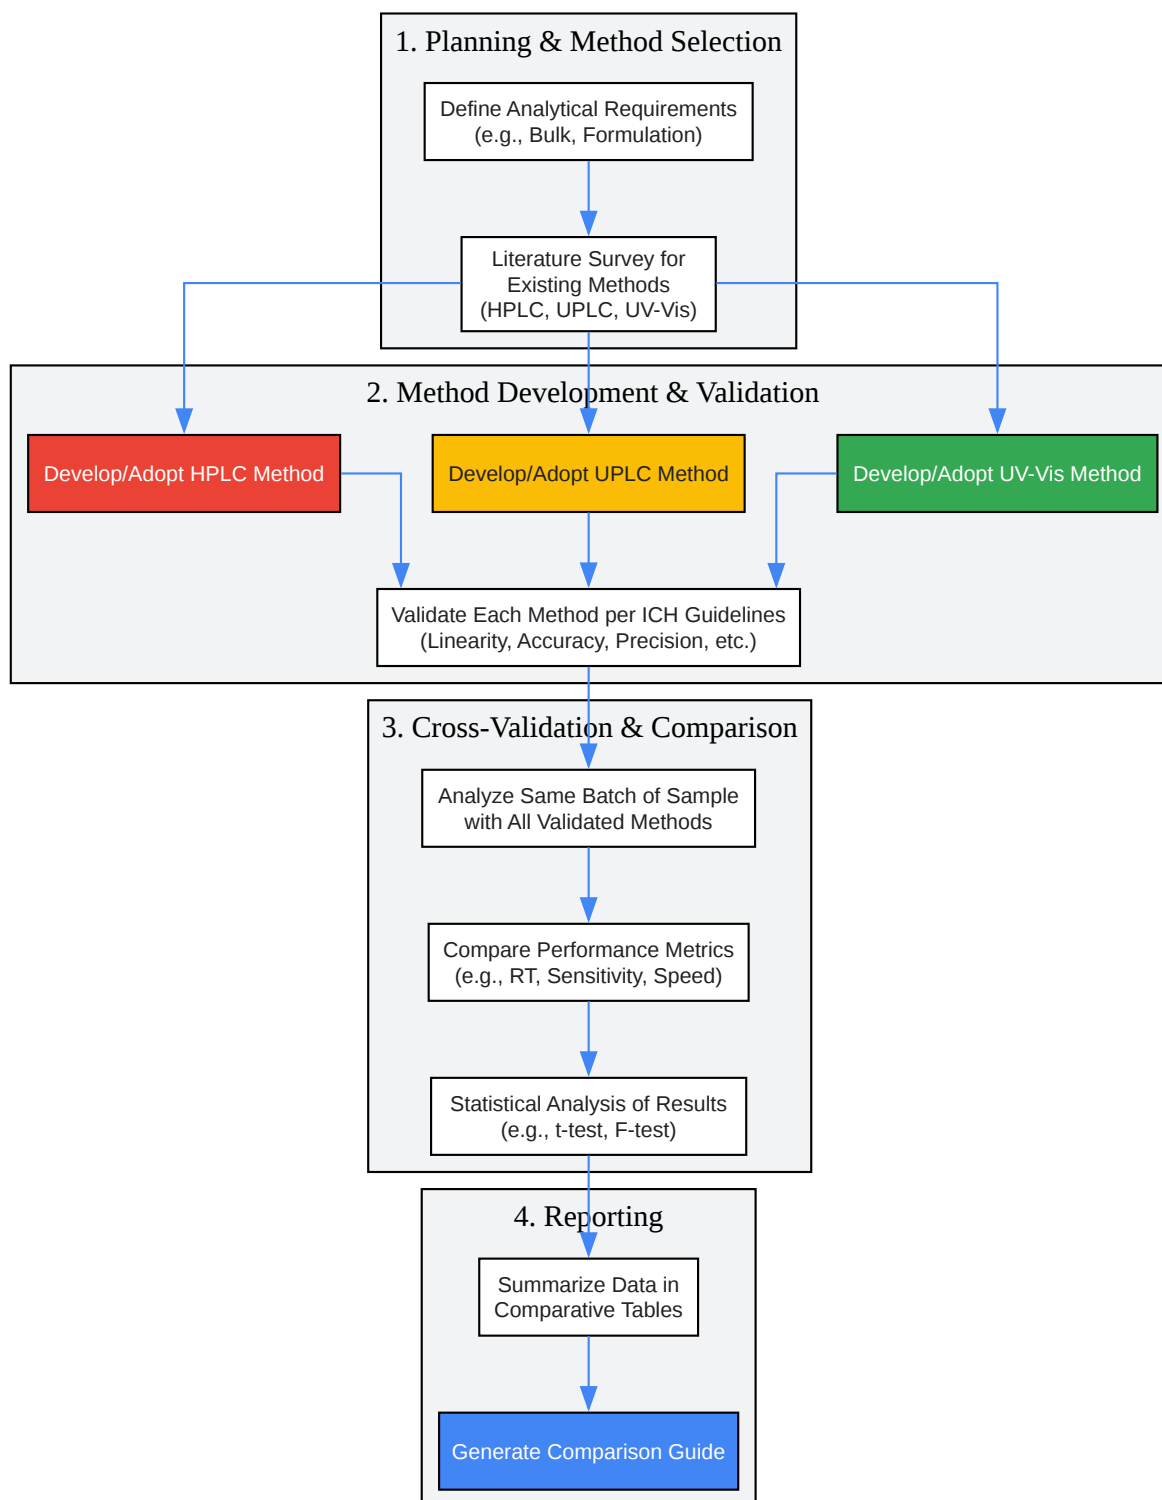 1. Planning & Method Selection
Define Analytical Requirements
(e.g., Bulk, Formulation)
Literature Survey for
Existing Methods
(HPLC, UPLC, UV-Vis)
2. Method Development & Validation
Develop/Adopt HPLC Method
Develop/Adopt UPLC Method
Develop/Adopt UV-Vis Method
Validate Each Method per ICH Guidelines
(Linearity, Accuracy, Precision, etc.)
3. Cross-Validation & Comparison
Analyze Same Batch of Sample
with All Validated Methods
Compare Performance Metrics
(e.g., RT, Sensitivity, Speed)
Statistical Analysis of Results
(e.g., t-test, F-test)
4. Reporting
Summarize Data in
Comparative Tables
Generate Comparison Guide